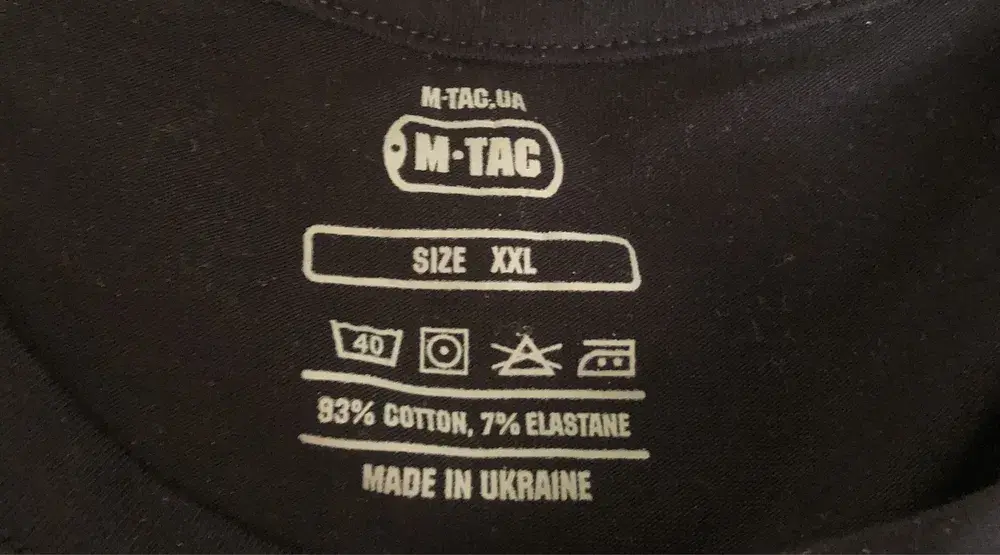 M-TAC.UA
M·TAC
SIZE XXL
40
93% COTTON, 7% ELASTANE
MADE IN UKRAINE